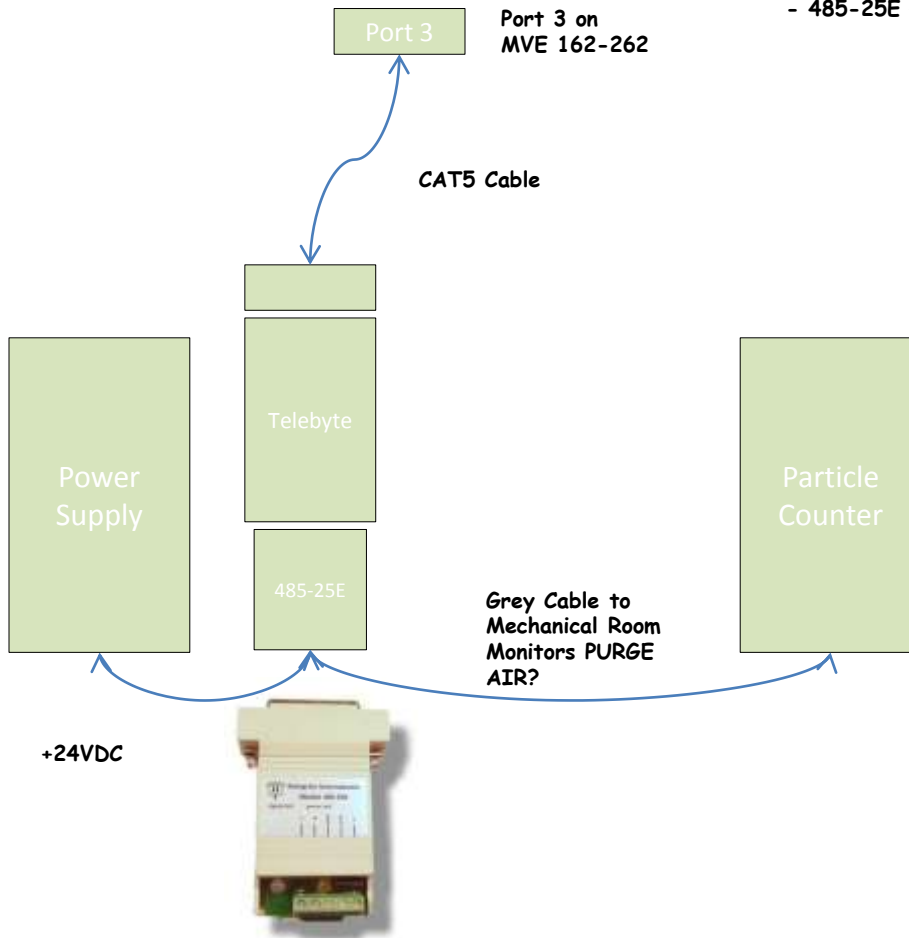 Port 3
Port 3 on
MVE 162-262
- 485-25E
CAT5 Cable
Telebyte
Power
Supply
Particle
Counter
485-25E
Grey Cable to
Mechanical Room
Monitors PURGE
AIR?
+24VDC